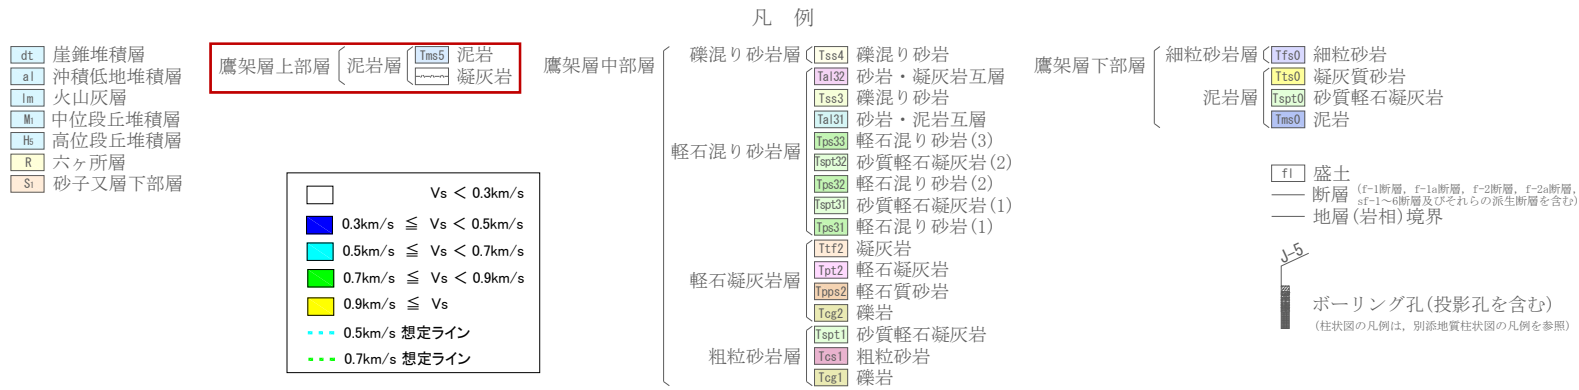 凡 例
dt 崖錐堆積層
al 沖積低地堆積層
lm 火山灰層
M1 中位段丘堆積層
H5 高位段丘堆積層
R 六ヶ所層
S1 砂子又層下部層
鷹架層上部層
泥岩層
Tms5 泥岩
凝灰岩
Vs < 0.3km/s
0.3km/s ≦ Vs < 0.5km/s
0.5km/s ≦ Vs < 0.7km/s
0.7km/s ≦ Vs < 0.9km/s
0.9km/s ≦ Vs
0.5km/s 想定ライン
0.7km/s 想定ライン
鷹架層中部層
礫混り砂岩層
Tss4 礫混り砂岩
軽石混り砂岩層
Tal32 砂岩・凝灰岩互層
Tss3 礫混り砂岩
Tal31 砂岩・泥岩互層
Tps33 軽石混り砂岩(3)
Tspt32 砂質軽石凝灰岩(2)
Tps32 軽石混り砂岩(2)
Tspt31 砂質軽石凝灰岩(1)
Tps31 軽石混り砂岩(1)
軽石凝灰岩層
Ttf2 凝灰岩
Tpt2 軽石凝灰岩
Tpps2 軽石質砂岩
Tcg2 礫岩
粗粒砂岩層
Tspt1 砂質軽石凝灰岩
Tcs1 粗粒砂岩
Tcg1 礫岩
鷹架層下部層
細粒砂岩層
Tfs0 細粒砂岩
泥岩層
Tts0 凝灰質砂岩
Tspt0 砂質軽石凝灰岩
Tms0 泥岩
fl 盛土
断層 (f-1断層, f-1a断層, f-2断層, f-2a断層,
sf-1～6断層及びそれらの派生断層を含む)
地層(岩相)境界
J-5
ボーリング孔(投影孔を含む)
(柱状図の凡例は、別添地質柱状図の凡例を参照)